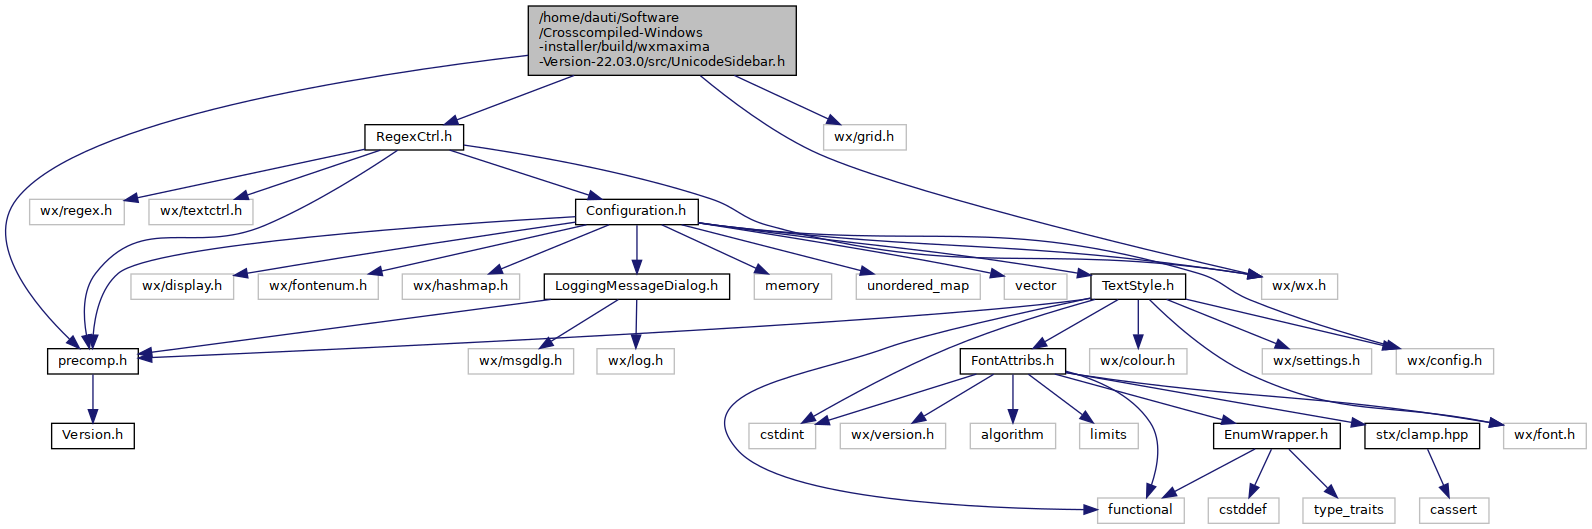 /home/dauti/Software
/Crosscompiled-Windows
-installer/build/wxmaxima
-Version-22.03.0/src/UnicodeSidebar.h
RegexCtrl.h
wx/grid.h
wx/regex.h
wx/textctrl.h
Configuration.h
wx/display.h
wx/fontenum.h
wx/hashmap.h
LoggingMessageDialog.h
memory
unordered_map
vector
TextStyle.h
wx/wx.h
precomp.h
wx/msgdlg.h
wx/log.h
FontAttribs.h
wx/colour.h
wx/settings.h
wx/config.h
Version.h
cstdint
wx/version.h
algorithm
limits
EnumWrapper.h
stx/clamp.hpp
wx/font.h
functional
cstddef
type_traits
cassert